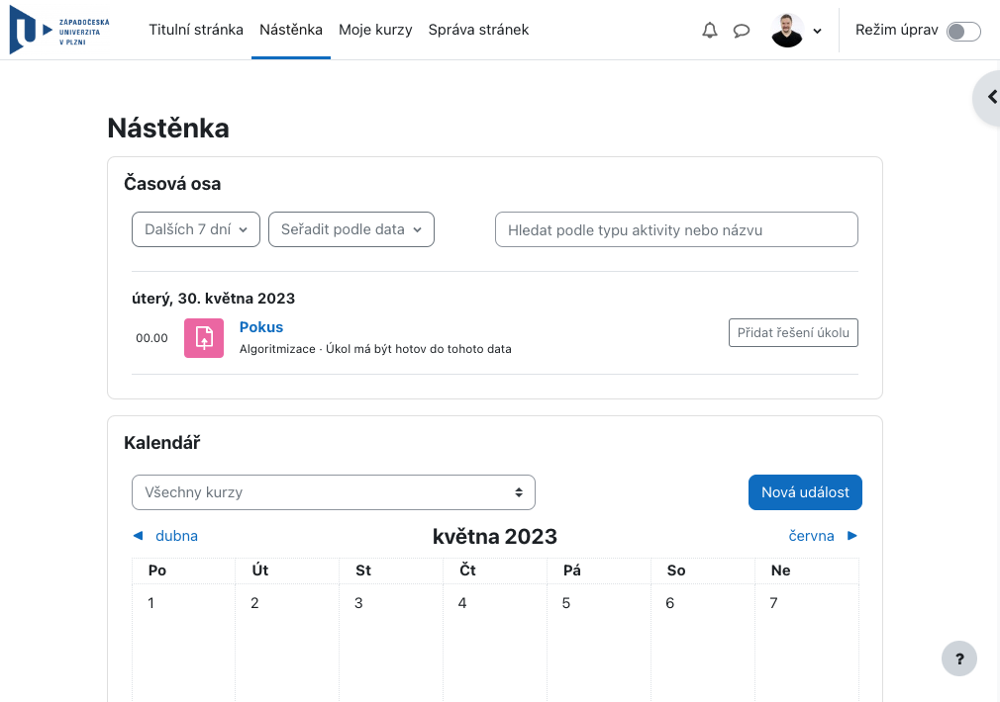 ZÁPADOČESKÁ
UNIVERZITA
V PLZNI
Titulní stránka Nástěnka Moje kurzy Správa stránek Režim úprav
Nástěnka
Časová osa
Dalších 7 dní Seřadit podle data Hledat podle typu aktivity nebo názvu
úterý, 30. května 2023
00.00 Pokus
Algoritmizace · Úkol má být hotov do tohoto data
Přidat řešení úkolu
Kalendář
Všechny kurzy Nová událost
◄ dubna května 2023 června ►
Po Út St Čt Pá So Ne
1 2 3 4 5 6 7
?